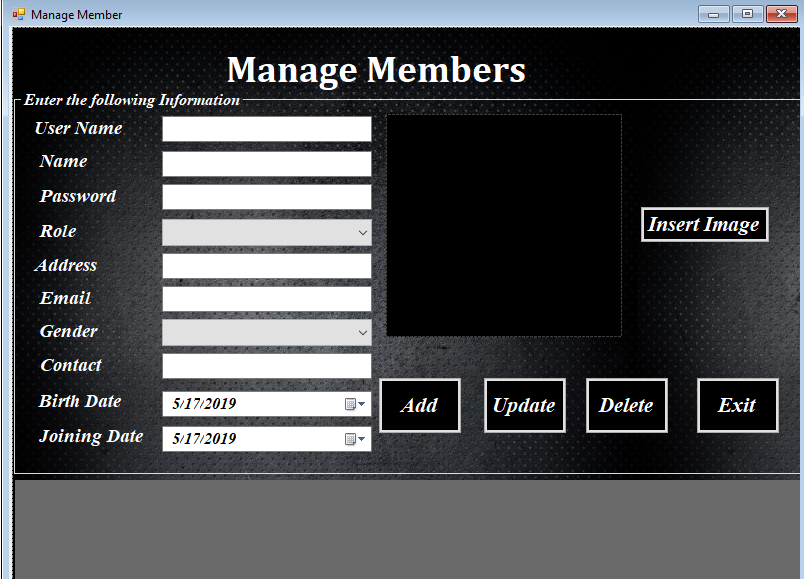 Manage Member
Manage Members
Enter the following Information
User Name
Name
Password
Role
Insert Image
Address
Email
Gender
Contact
Birth Date 5/17/2019
Add Update Delete Exit
Joining Date 5/17/2019